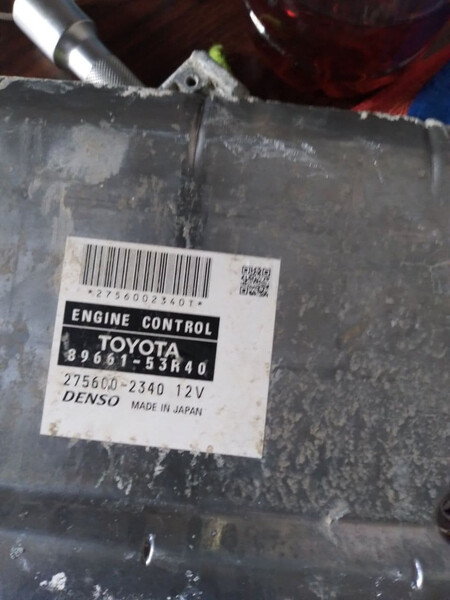 *2756002340T*
ENGINE CONTROL
TOYOTA
89661-53R40
275600-2340 12V
DENSO MADE IN JAPAN